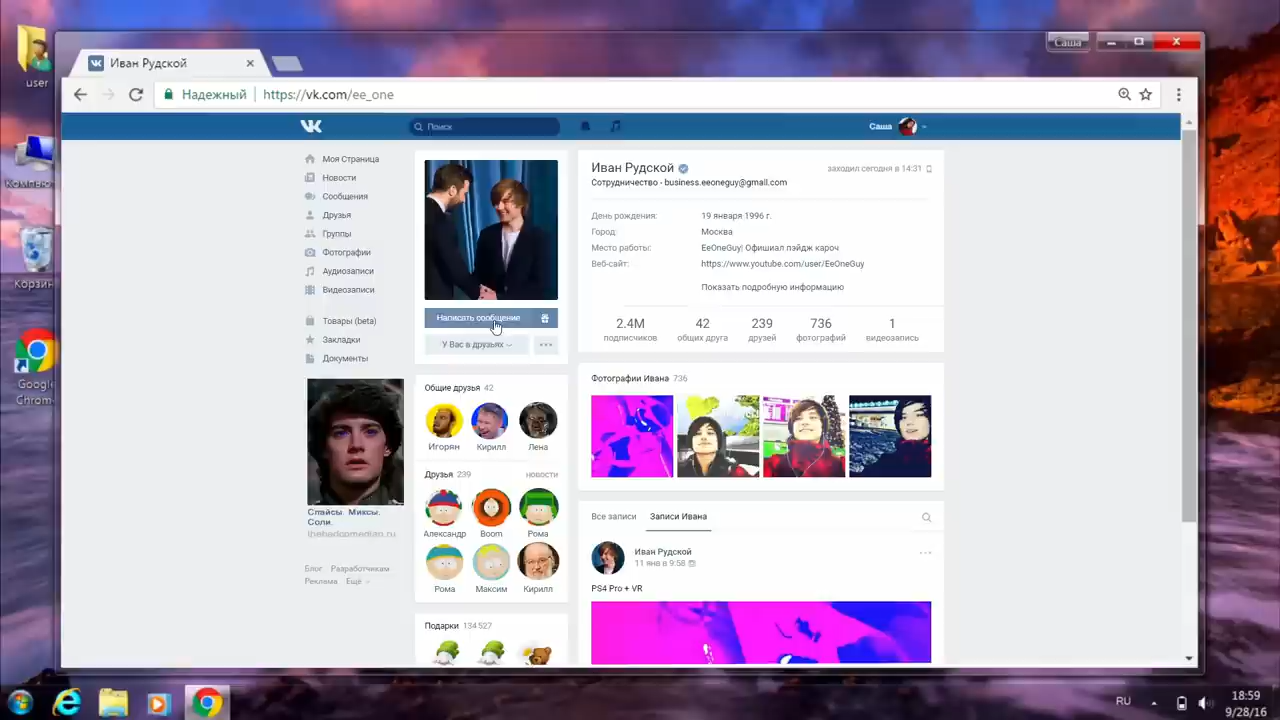 user
Компьютер
Корзина
Google
Chrome
Саша
Иван Рудской
Надежный
https://vk.com/ee_one
Поиск
Саша
Моя Страница
Новости
Сообщения
Друзья
Группы
Фотографии
Аудиозаписи
Видеозаписи
Товары (beta)
Закладки
Документы
Спайсы. Миксы.
Соли.
Блог Разработчикам
Реклама Ещё
Написать сообщение
У Вас в друзьях
Общие друзья 42
Игорян Кирилл Лена
Друзья 239 новости
Александр Boom Рома
Рома Максим Кирилл
Подарки 134 527
Иван Рудской
заходил сегодня в 14:31
Сотрудничество - business.eeoneguy@gmail.com
День рождения: 19 января 1996 г.
Город: Москва
Место работы: EeOneGuy| Офишиал пэйдж кароч
Веб-сайт: https://www.youtube.com/user/EeOneGuy
Показать подробную информацию
2.4M 42 239 736 1
подписчиков общих друга друзей фотографий видеозапись
Фотографии Ивана 736
Все записи Записи Ивана
Иван Рудской
11 янв в 9:58
PS4 Pro + VR
RU
18:59
9/28/16